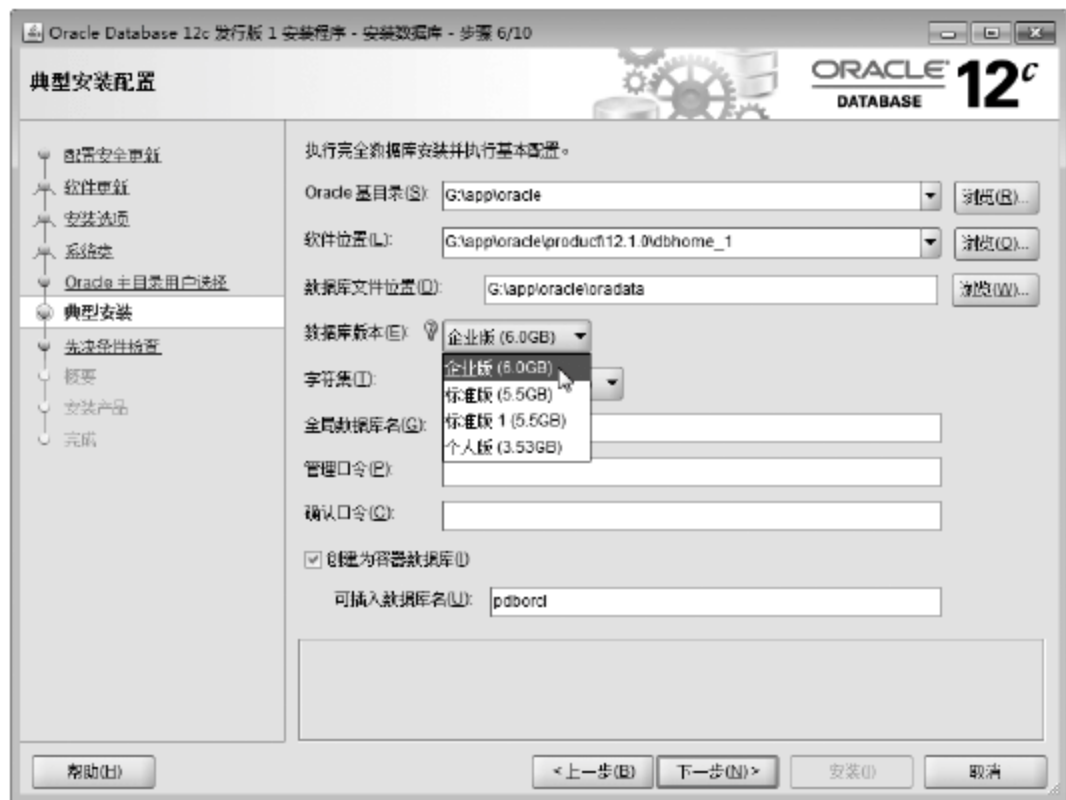 Oracle Database 12c 发行版 1 安装程序 - 安装数据库 - 步骤 6/10
典型安装配置
ORACLE
DATABASE
12c
配置安全更新
软件更新
安装选项
系统类
Oracle 主目录用户选择
典型安装
先决条件检查
概要
安装产品
完成
执行完全数据库安装并执行基本配置。
Oracle 基目录(S): G:\app\oracle 浏览(R)...
软件位置(L): G:\app\oracle\product\12.1.0\dbhome_1 浏览(O)...
数据库文件位置(D): G:\app\oracle\oradata 浏览(W)...
数据库版本(E): 企业版 (6.0GB)
企业版 (6.0GB)
标准版 (5.5GB)
标准版 1 (5.5GB)
个人版 (3.53GB)
字符集(T):
全局数据库名(G):
管理口令(P):
确认口令(C):
创建为容器数据库(I)
可插入数据库名(U): pdborcl
帮助(H) <上一步(B) 下一步(N)> 安装(I) 取消